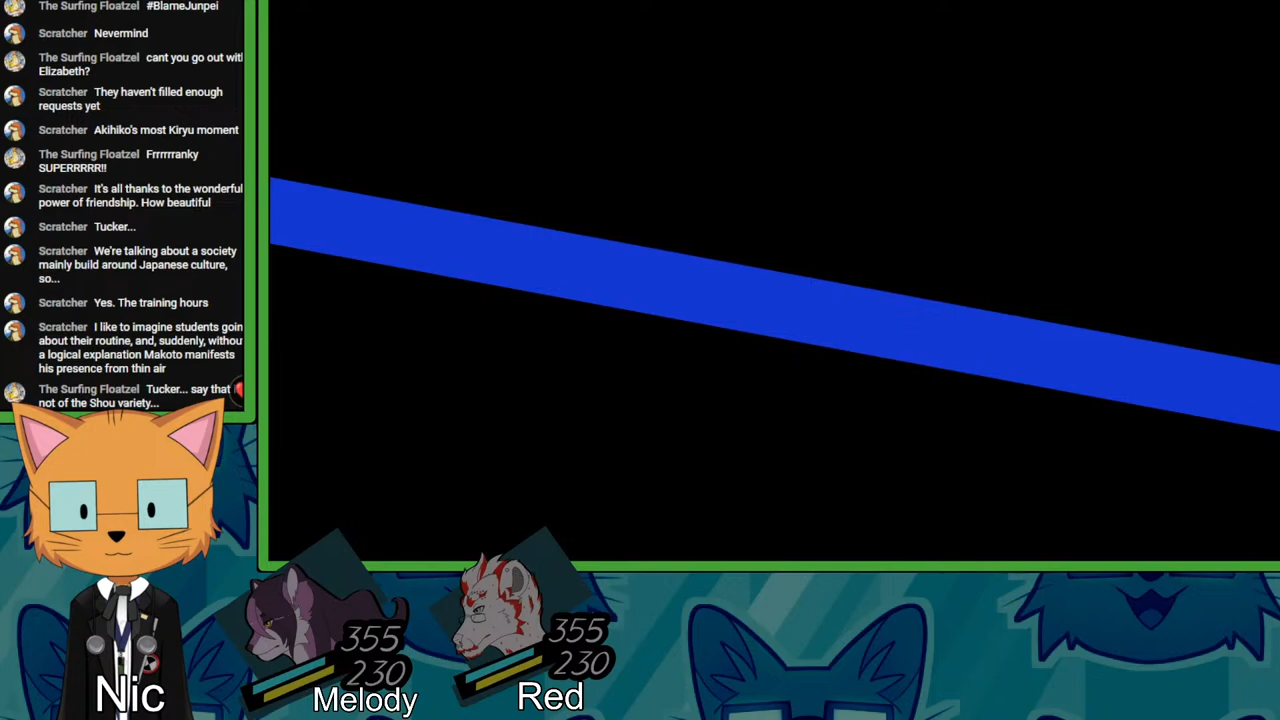 The Surfing Floatzel #BlameJunpei
Scratcher Nevermind
The Surfing Floatzel cant you go out with
Elizabeth?
Scratcher They haven't filled enough
requests yet
Scratcher Akihiko's most Kiryu moment
The Surfing Floatzel Frrrrrranky
SUPERRRRR!!
Scratcher It's all thanks to the wonderful
power of friendship. How beautiful
Scratcher Tucker...
Scratcher We're talking about a society
mainly build around Japanese culture,
so...
Scratcher Yes. The training hours
Scratcher I like to imagine students goin
about their routine, and, suddenly, withou
a logical explanation Makoto manifests
his presence from thin air
The Surfing Floatzel Tucker... say that
not of the Shou variety...
355
230
355
230
Nic
Melody
Red